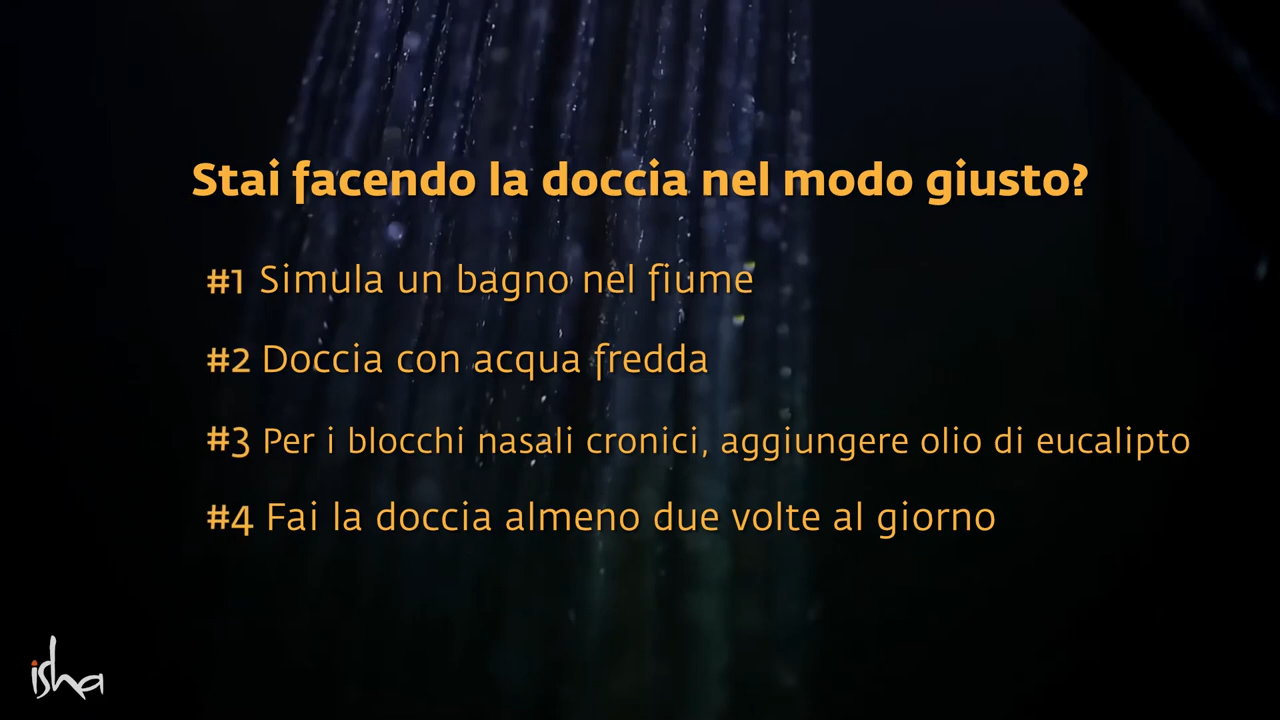 Stai facendo la doccia nel modo giusto?
#1 Simula un bagno nel fiume
#2 Doccia con acqua fredda
#3 Per i blocchi nasali cronici, aggiungere olio di eucalipto
#4 Fai la doccia almeno due volte al giorno
isha